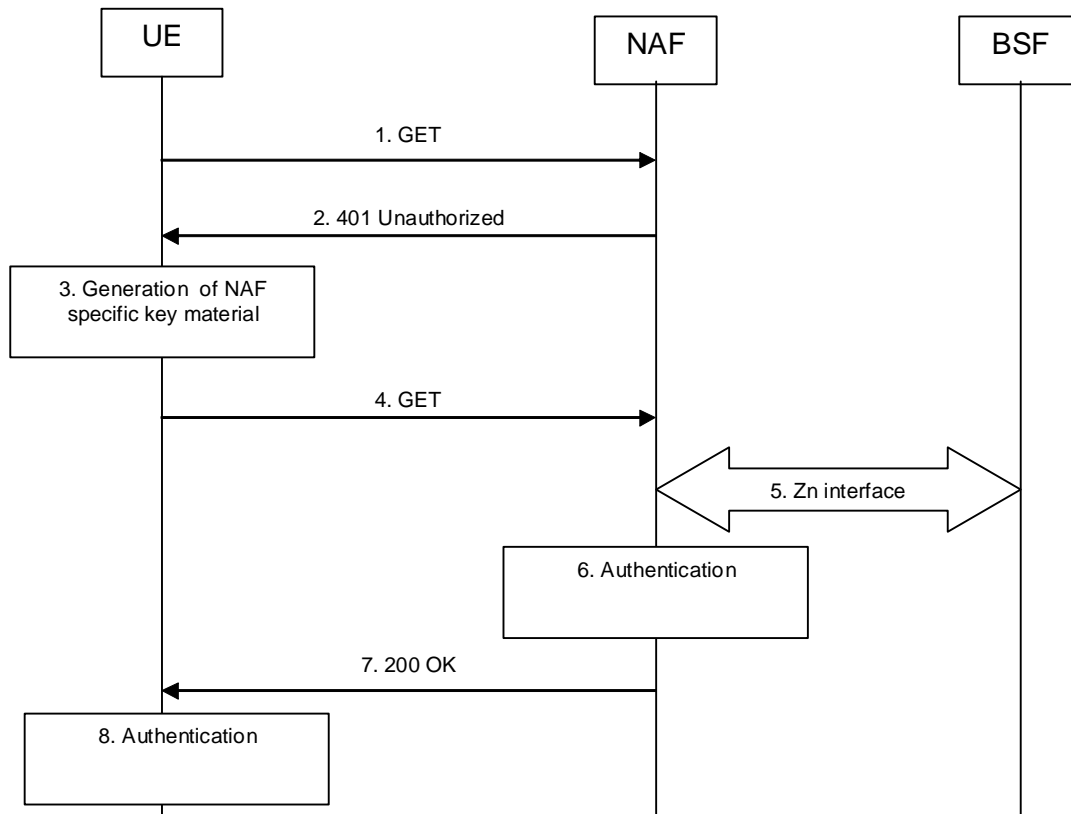 UE
NAF
BSF
1. GET
2. 401 Unauthorized
3. Generation of NAF
specific key material
4. GET
5. Zn interface
6. Authentication
7. 200 OK
8. Authentication